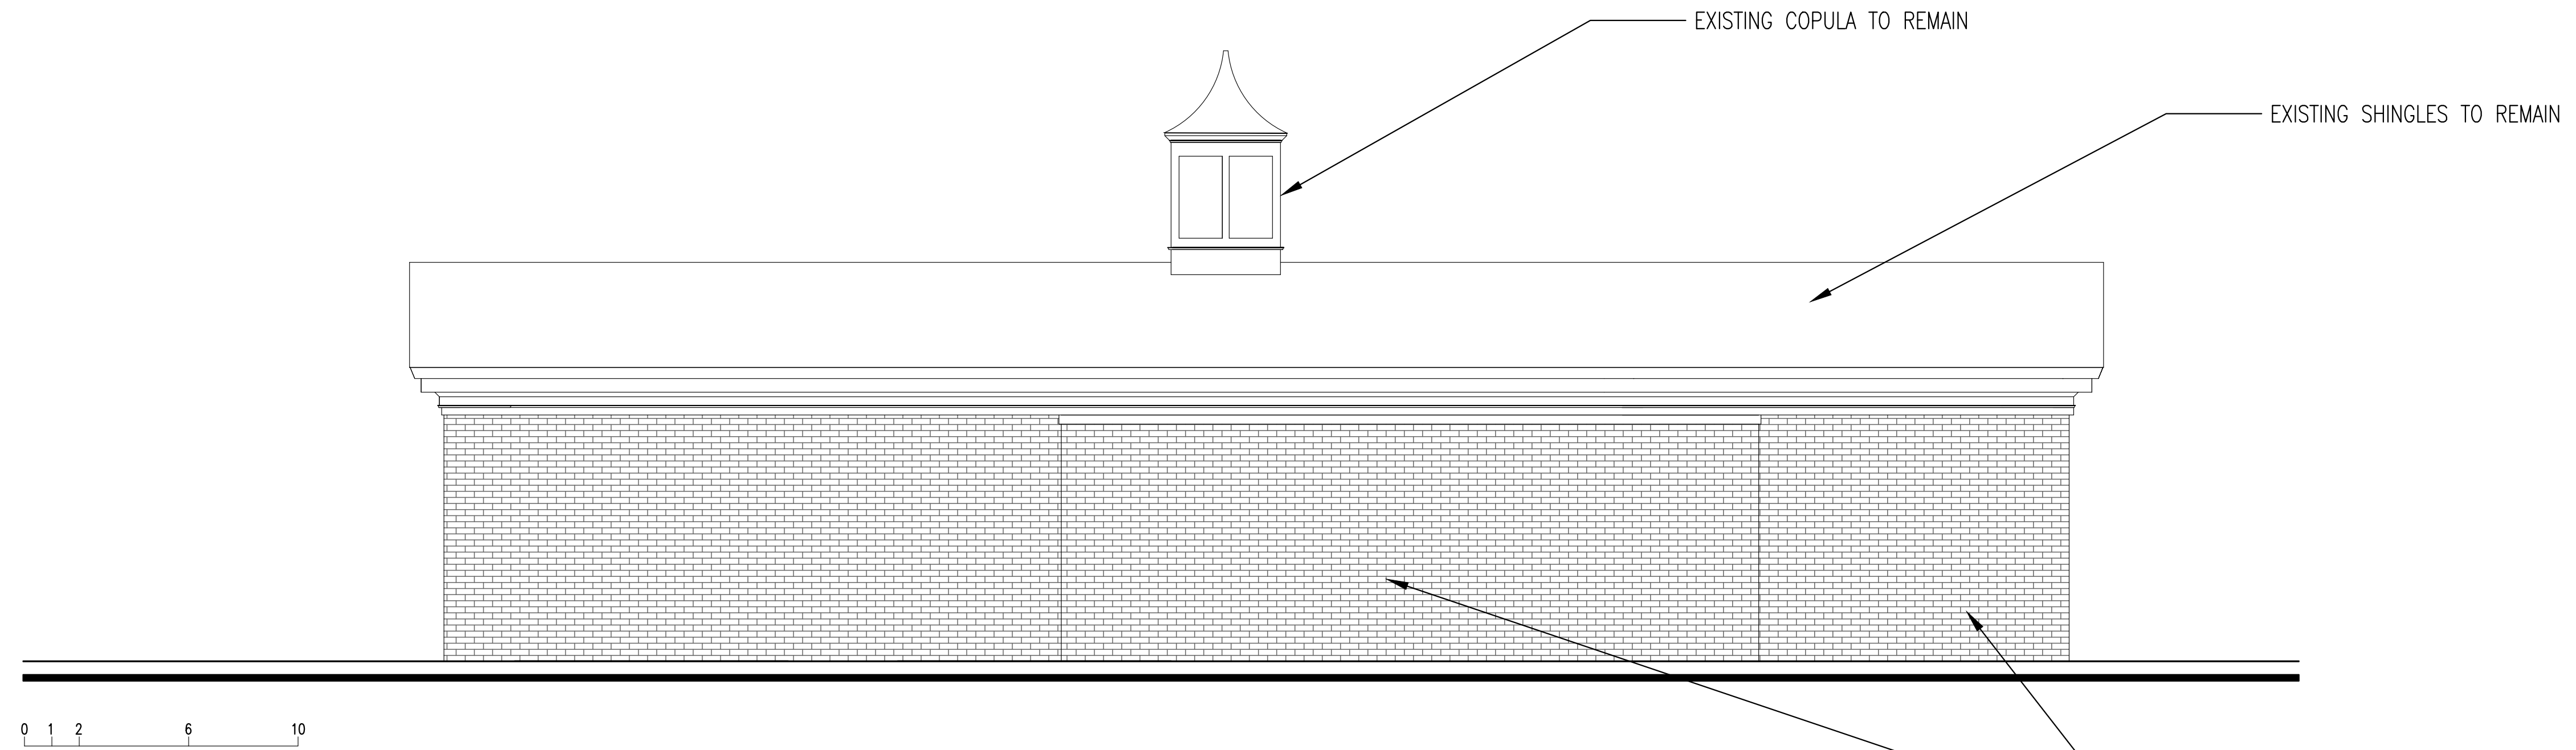 EXISTING COPULA TO REMAIN
EXISTING SHINGLES TO REMAIN
0 1 2 6 10